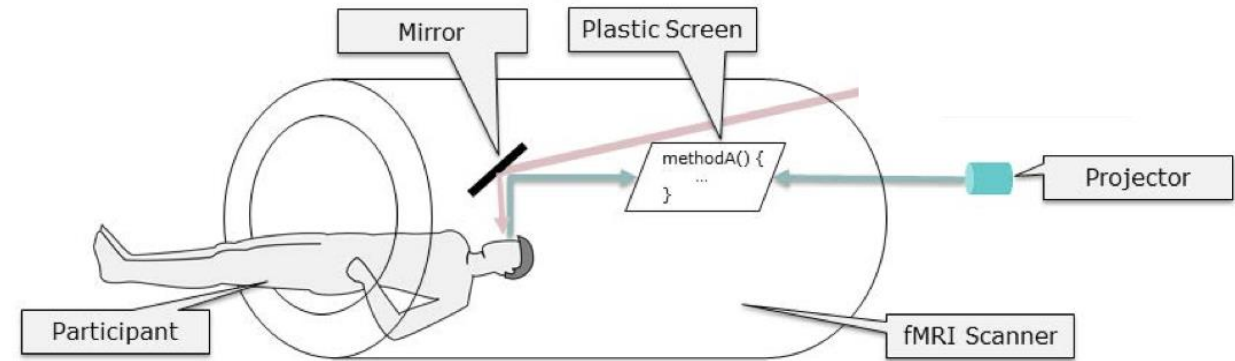 Mirror
Plastic Screen
methodA() {
...
}
Projector
Participant
fMRI Scanner